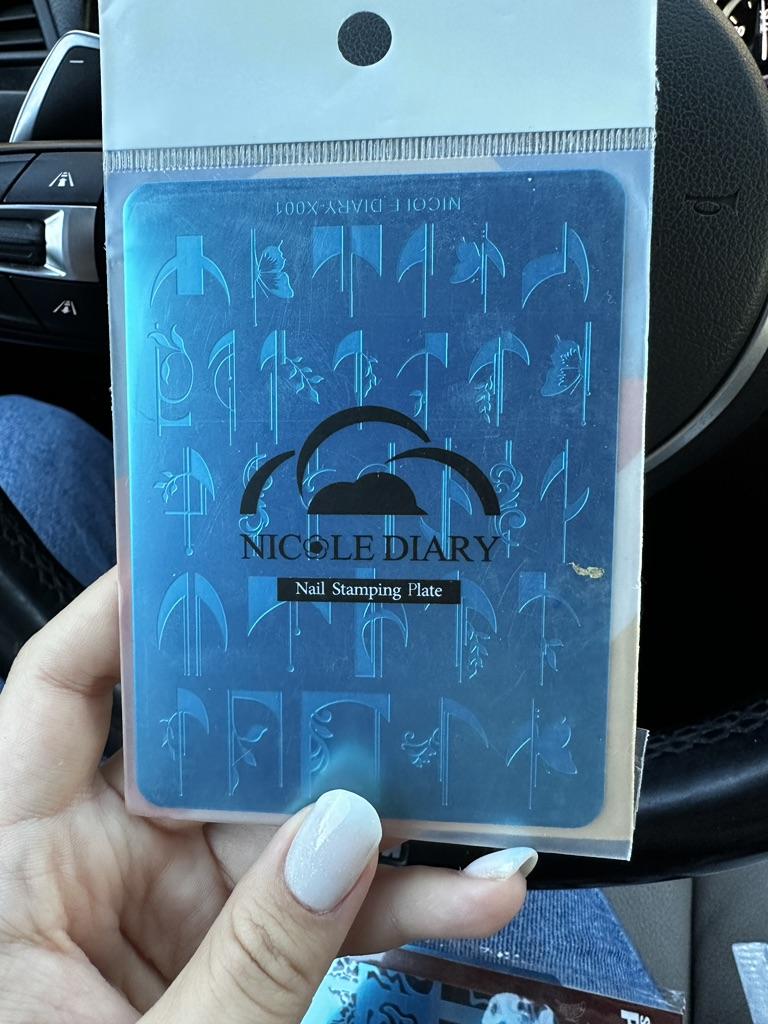 NICOLE DIARY-X001
NICOLE DIARY
Nail Stamping Plate